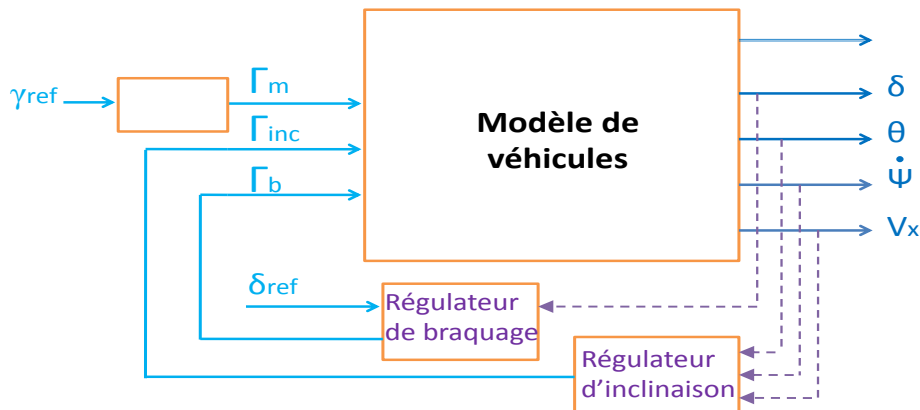 γref
Γm
Γinc
Γb
Modèle de
véhicules
δ
θ
Ψ̇
Vx
δref
Régulateur
de braquage
Régulateur
d’inclinaison